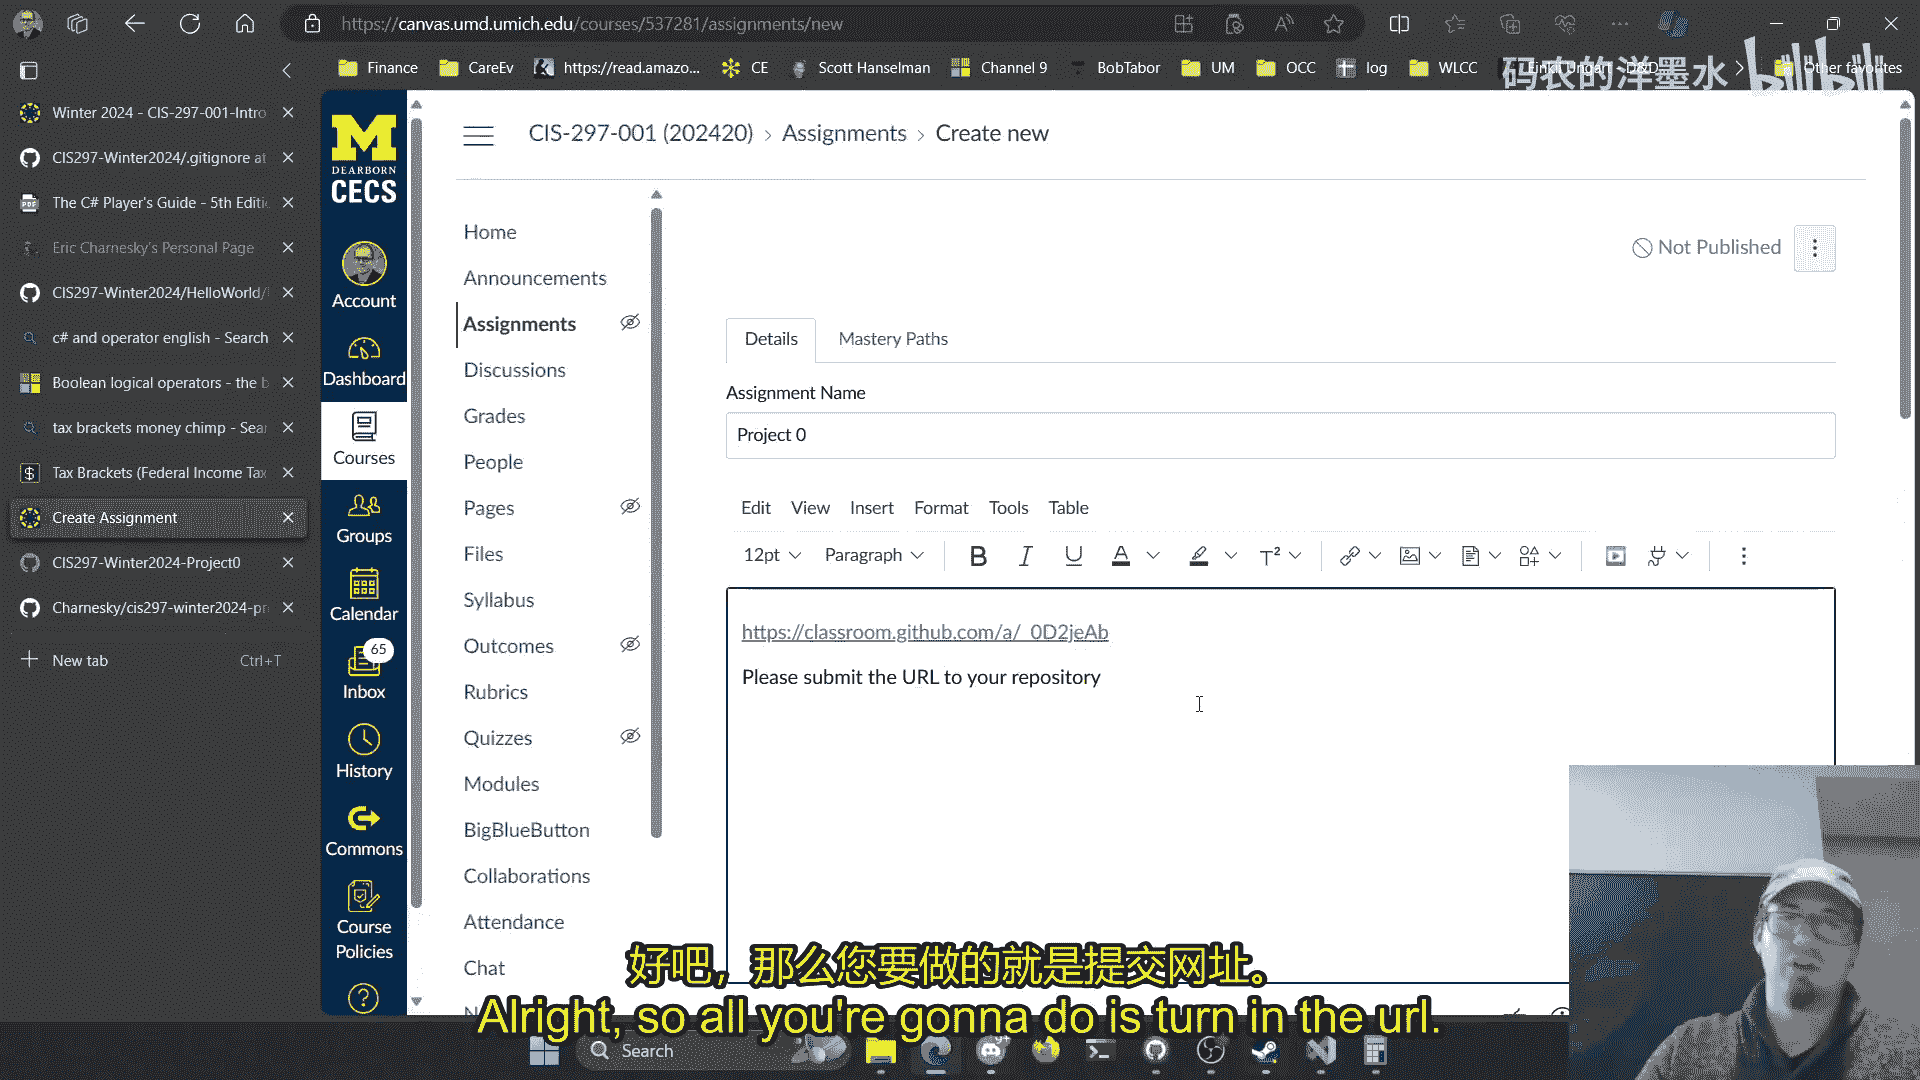 https://canvas.umd.umich.edu/courses/537281/assignments/new
Finance
CareEv
https://read.amazo...
CE
Scott Hanselman
Channel 9
BobTabor
UM
OCC
log
WLCC
Other favorites
码农的洋墨水
bilibili
Winter 2024 - CIS-297-001-Intro
CIS297-Winter2024/.gitignore at
The C# Player's Guide - 5th Editi
Eric Charnesky's Personal Page
CIS297-Winter2024/HelloWorld/
c# and operator english - Search
Boolean logical operators - the b
tax brackets money chimp - Sear
Tax Brackets (Federal Income Tax
Create Assignment
CIS297-Winter2024-Project0
Charnesky/cis297-winter2024-pr
New tab
Ctrl+T
M
DEARBORN
CECS
Account
Dashboard
Courses
Groups
Calendar
65
Inbox
History
Commons
Course
Policies
CIS-297-001 (202420) › Assignments › Create new
Home
Announcements
Assignments
Discussions
Grades
People
Pages
Files
Syllabus
Outcomes
Rubrics
Quizzes
Modules
BigBlueButton
Collaborations
Attendance
Chat
Not Published
Details
Mastery Paths
Assignment Name
Project 0
Edit View Insert Format Tools Table
12pt Paragraph
https://classroom.github.com/a/_0D2jeAb
Please submit the URL to your repository
好吧，那么您要做的就是提交网址。
Alright, so all you're gonna do is turn in the url.
Search